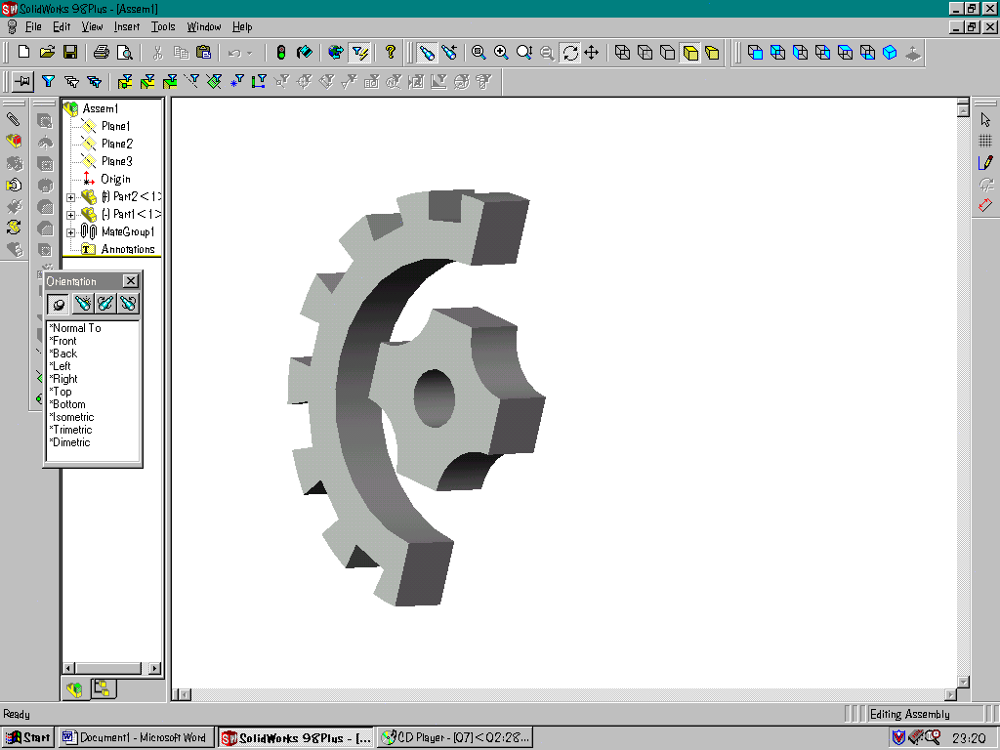 SolidWorks 98Plus - [Assem1]
File Edit View Insert Tools Window Help
Assem1
Plane1
Plane2
Plane3
Origin
(f) Part2<1>
(-) Part1<1>
MateGroup1
Annotations
Orientation
*Normal To
*Front
*Back
*Left
*Right
*Top
*Bottom
*Isometric
*Trimetric
*Dimetric
Ready
Editing Assembly
Start
Document1 - Microsoft Word
SolidWorks 98Plus - [...
CD Player - [07]<02:28...
23:20